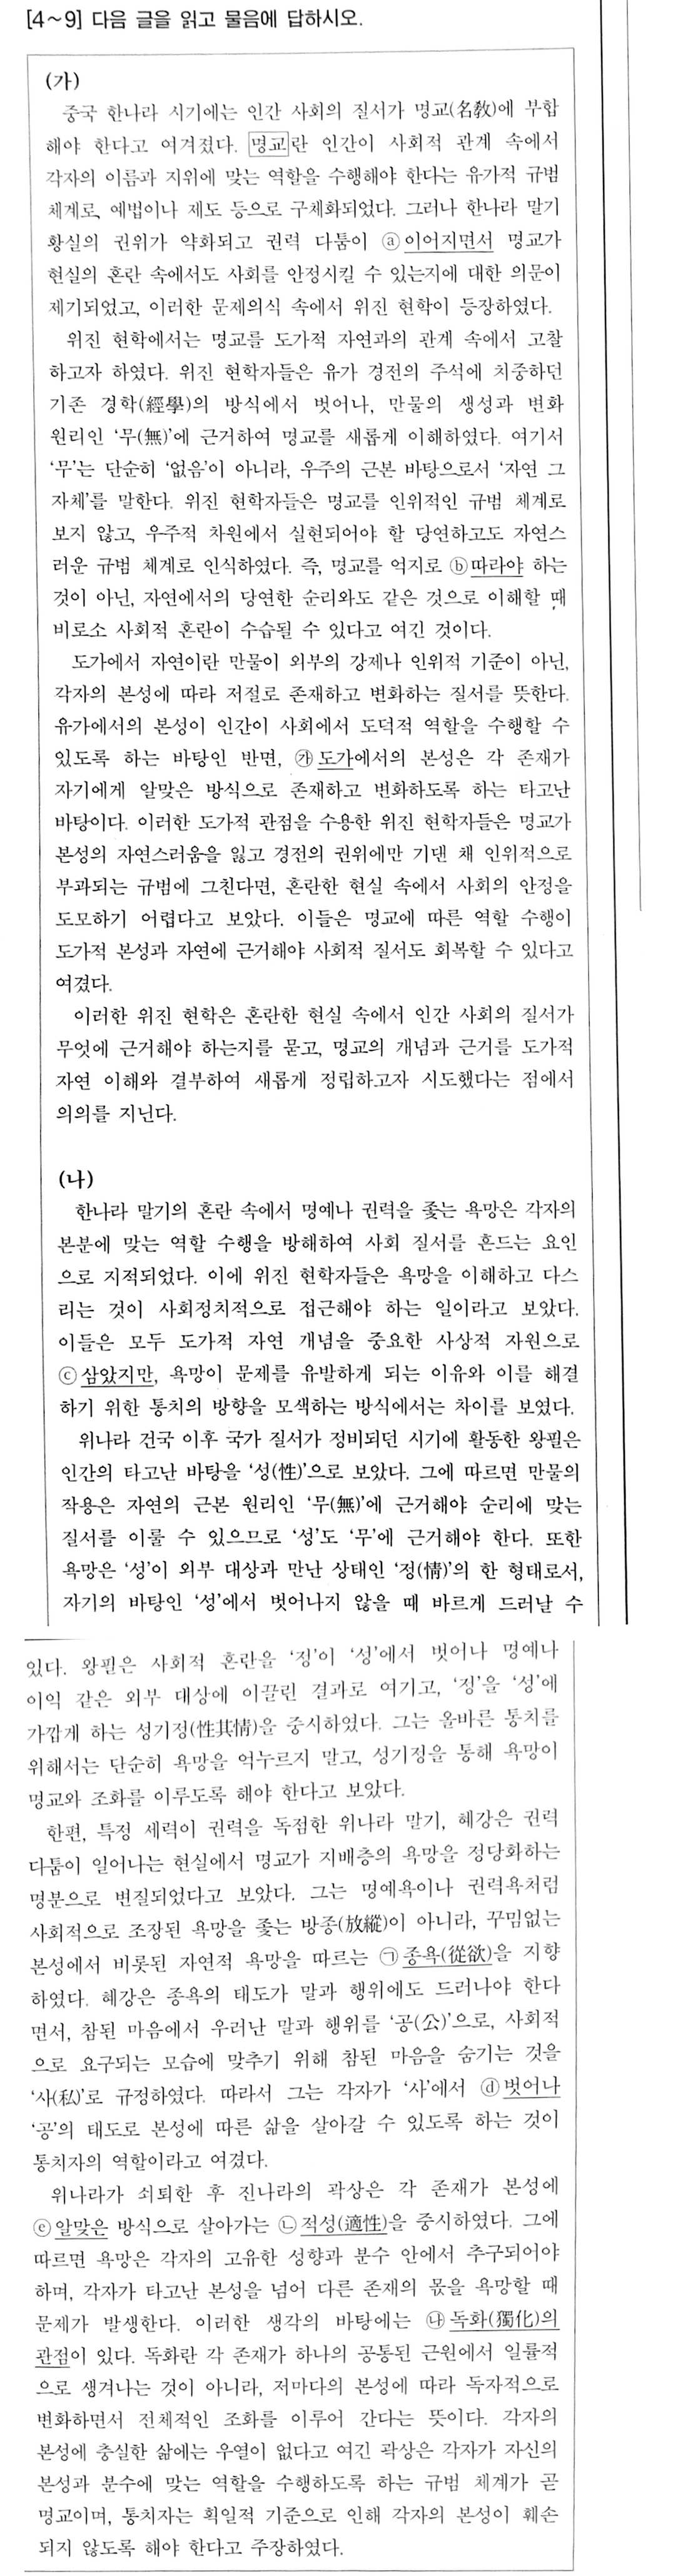 [4~9] 다음 글을 읽고 물음에 답하시오.
(가)
중국 한나라 시기에는 인간 사회의 질서가 명교(名敎)에 부합
해야 한다고 여겨졌다. 명교란 인간이 사회적 관계 속에서
각자의 이름과 지위에 맞는 역할을 수행해야 한다는 유가적 규범
체계로, 예법이나 제도 등으로 구체화되었다. 그러나 한나라 말기
황실의 권위가 약화되고 권력 다툼이 ⓐ이어지면서 명교가
현실의 혼란 속에서도 사회를 안정시킬 수 있는지에 대한 의문이
제기되었고, 이러한 문제의식 속에서 위진 현학이 등장하였다.
위진 현학에서는 명교를 도가적 자연과의 관계 속에서 고찰
하고자 하였다. 위진 현학자들은 유가 경전의 주석에 치중하던
기존 경학(經學)의 방식에서 벗어나, 만물의 생성과 변화
원리인 ‘무(無)’에 근거하여 명교를 새롭게 이해하였다. 여기서
‘무’는 단순히 ‘없음’이 아니라, 우주의 근본 바탕으로서 ‘자연 그
자체’를 말한다. 위진 현학자들은 명교를 인위적인 규범 체계로
보지 않고, 우주적 차원에서 실현되어야 할 당연하고도 자연스
러운 규범 체계로 인식하였다. 즉, 명교를 억지로 ⓑ따라야 하는
것이 아닌, 자연에서의 당연한 순리와도 같은 것으로 이해할 때
비로소 사회적 혼란이 수습될 수 있다고 여긴 것이다.
도가에서 자연이란 만물이 외부의 강제나 인위적 기준이 아닌,
각자의 본성에 따라 저절로 존재하고 변화하는 질서를 뜻한다.
유가에서의 본성이 인간이 사회에서 도덕적 역할을 수행할 수
있도록 하는 바탕인 반면, ㉮도가에서의 본성은 각 존재가
자기에게 알맞은 방식으로 존재하고 변화하도록 하는 타고난
바탕이다. 이러한 도가적 관점을 수용한 위진 현학자들은 명교가
본성의 자연스러움을 잃고 경전의 권위에만 기댄 채 인위적으로
부과되는 규범에 그친다면, 혼란한 현실 속에서 사회의 안정을
도모하기 어렵다고 보았다. 이들은 명교에 따른 역할 수행이
도가적 본성과 자연에 근거해야 사회적 질서도 회복할 수 있다고
여겼다.
이러한 위진 현학은 혼란한 현실 속에서 인간 사회의 질서가
무엇에 근거해야 하는지를 묻고, 명교의 개념과 근거를 도가적
자연 이해와 결부하여 새롭게 정립하고자 시도했다는 점에서
의의를 지닌다.
(나)
한나라 말기의 혼란 속에서 명예나 권력을 좇는 욕망은 각자의
본분에 맞는 역할 수행을 방해하여 사회 질서를 흔드는 요인
으로 지적되었다. 이에 위진 현학자들은 욕망을 이해하고 다스
리는 것이 사회정치적으로 접근해야 하는 일이라고 보았다.
이들은 모두 도가적 자연 개념을 중요한 사상적 자원으로
ⓒ삼았지만, 욕망이 문제를 유발하게 되는 이유와 이를 해결
하기 위한 통치의 방향을 모색하는 방식에서는 차이를 보였다.
위나라 건국 이후 국가 질서가 정비되던 시기에 활동한 왕필은
인간의 타고난 바탕을 ‘성(性)’으로 보았다. 그에 따르면 만물의
작용은 자연의 근본 원리인 ‘무(無)’에 근거해야 순리에 맞는
질서를 이룰 수 있으므로 ‘성’도 ‘무’에 근거해야 한다. 또한
욕망은 ‘성’이 외부 대상과 만난 상태인 ‘정(情)’의 한 형태로서,
자기의 바탕인 ‘성’에서 벗어나지 않을 때 바르게 드러날 수
있다. 왕필은 사회적 혼란을 ‘정’이 ‘성’에서 벗어나 명예나
이익 같은 외부 대상에 이끌린 결과로 여기고, ‘정’을 ‘성’에
가깝게 하는 성기정(性其情)을 중시하였다. 그는 올바른 통치를
위해서는 단순히 욕망을 억누르지 말고, 성기정을 통해 욕망이
명교와 조화를 이루도록 해야 한다고 보았다.
한편, 특정 세력이 권력을 독점한 위나라 말기, 혜강은 권력
다툼이 일어나는 현실에서 명교가 지배층의 욕망을 정당화하는
명분으로 변질되었다고 보았다. 그는 명예욕이나 권력욕처럼
사회적으로 조장된 욕망을 좇는 방종(放縱)이 아니라, 꾸밈없는
본성에서 비롯된 자연적 욕망을 따르는 ㉠종욕(從欲)을 지향
하였다. 혜강은 종욕의 태도가 말과 행위에도 드러나야 한다
면서, 참된 마음에서 우러난 말과 행위를 ‘공(公)’으로, 사회적
으로 요구되는 모습에 맞추기 위해 참된 마음을 숨기는 것을
‘사(私)’로 규정하였다. 따라서 그는 각자가 ‘사’에서 ⓓ벗어나
‘공’의 태도로 본성에 따른 삶을 살아갈 수 있도록 하는 것이
통치자의 역할이라고 여겼다.
위나라가 쇠퇴한 후 진나라의 곽상은 각 존재가 본성에
ⓔ알맞은 방식으로 살아가는 ㉡적성(適性)을 중시하였다. 그에
따르면 욕망은 각자의 고유한 성향과 분수 안에서 추구되어야
하며, 각자가 타고난 본성을 넘어 다른 존재의 몫을 욕망할 때
문제가 발생한다. 이러한 생각의 바탕에는 ㉯독화(獨化)의
관점이 있다. 독화란 각 존재가 하나의 공통된 근원에서 일률적
으로 생겨나는 것이 아니라, 저마다의 본성에 따라 독자적으로
변화하면서 전체적인 조화를 이루어 간다는 뜻이다. 각자의
본성에 충실한 삶에는 우열이 없다고 여긴 곽상은 각자가 자신의
본성과 분수에 맞는 역할을 수행하도록 하는 규범 체계가 곧
명교이며, 통치자는 획일적 기준으로 인해 각자의 본성이 훼손
되지 않도록 해야 한다고 주장하였다.